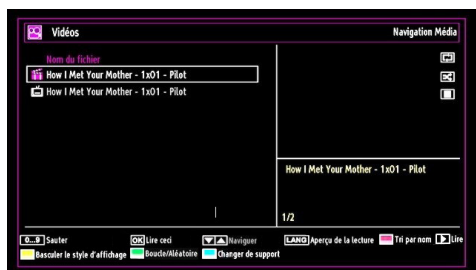 Vidéos
Navigation Média
Nom du fichier
How I Met Your Mother - 1x01 - Pilot
How I Met Your Mother - 1x01 - Pilot
How I Met Your Mother - 1x01 - Pilot
1/2
0...9 Sauter OK Lire ceci Naviguer LANG Aperçu de la lecture Tri par nom Lire
Basculer le style d'affichage Boucle/Aléatoire Changer de support